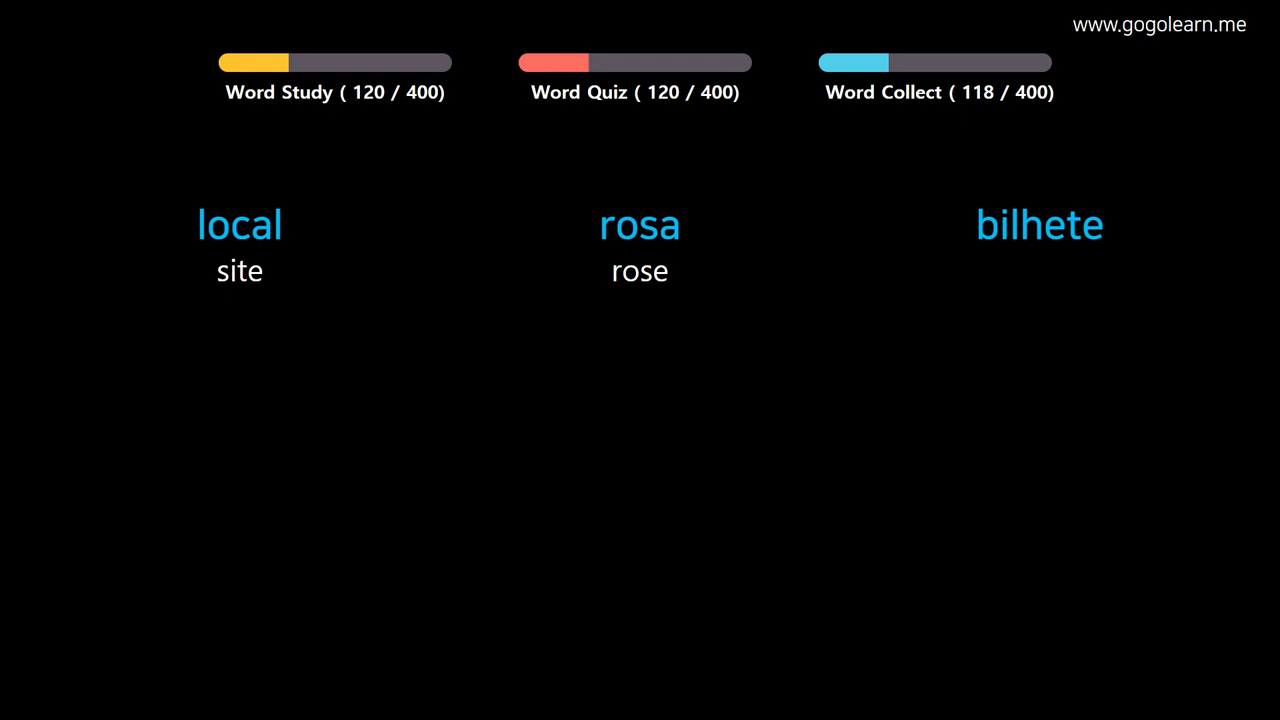 www.gogolearn.me
Word Study ( 120 / 400)
Word Quiz ( 120 / 400)
Word Collect ( 118 / 400)
local
site
rosa
rose
bilhete